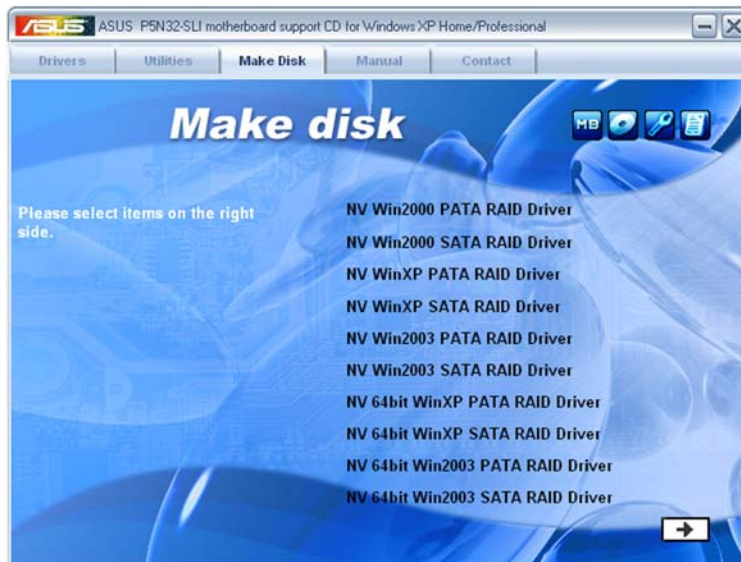 ASUS ASUS P5N32-SLI motherboard support CD for Windows XP Home/Professional
Drivers Utilities Make Disk Manual Contact
Make disk
MB
Please select items on the right
side.
NV Win2000 PATA RAID Driver
NV Win2000 SATA RAID Driver
NV WinXP PATA RAID Driver
NV WinXP SATA RAID Driver
NV Win2003 PATA RAID Driver
NV Win2003 SATA RAID Driver
NV 64bit WinXP PATA RAID Driver
NV 64bit WinXP SATA RAID Driver
NV 64bit Win2003 PATA RAID Driver
NV 64bit Win2003 SATA RAID Driver